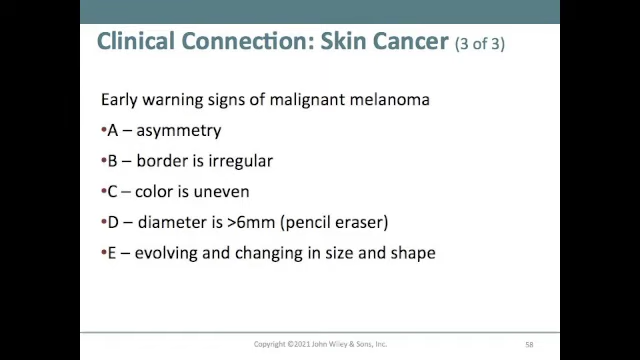 Clinical Connection: Skin Cancer (3 of 3)
Early warning signs of malignant melanoma
•A – asymmetry
•B – border is irregular
•C – color is uneven
•D – diameter is >6mm (pencil eraser)
•E – evolving and changing in size and shape
Copyright ©2021 John Wiley & Sons, Inc.
58